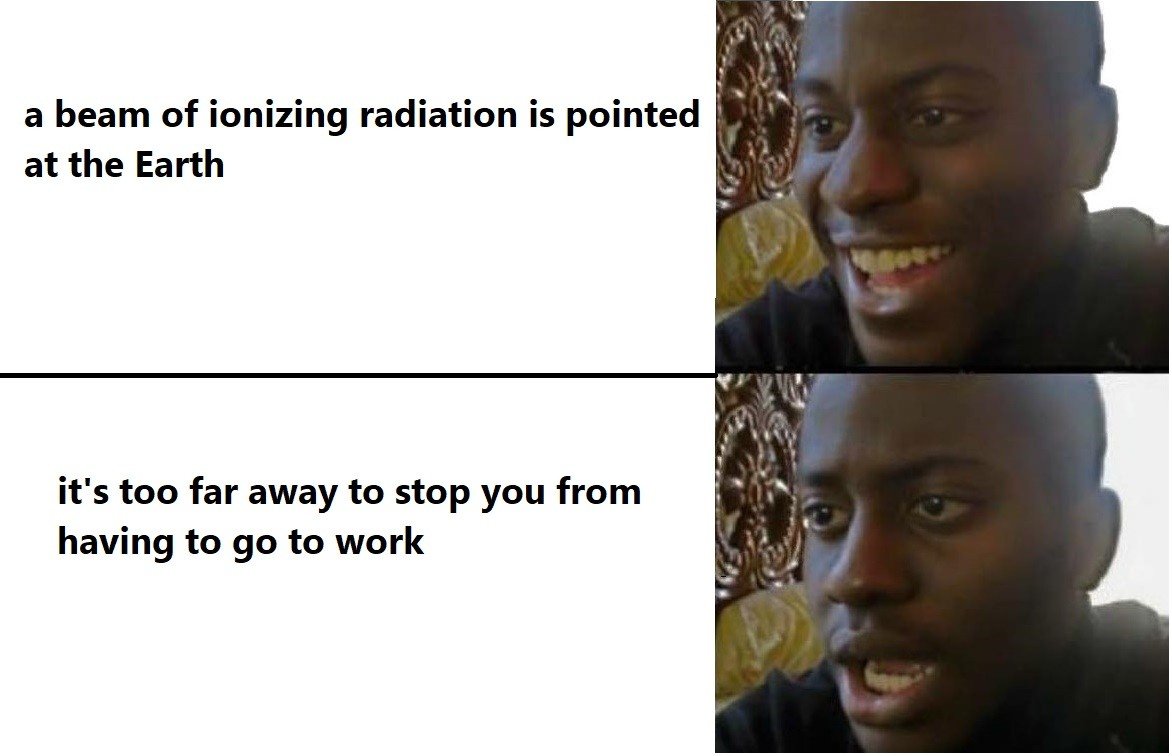 a beam of ionizing radiation is pointed
at the Earth
it's too far away to stop you from
having to go to work